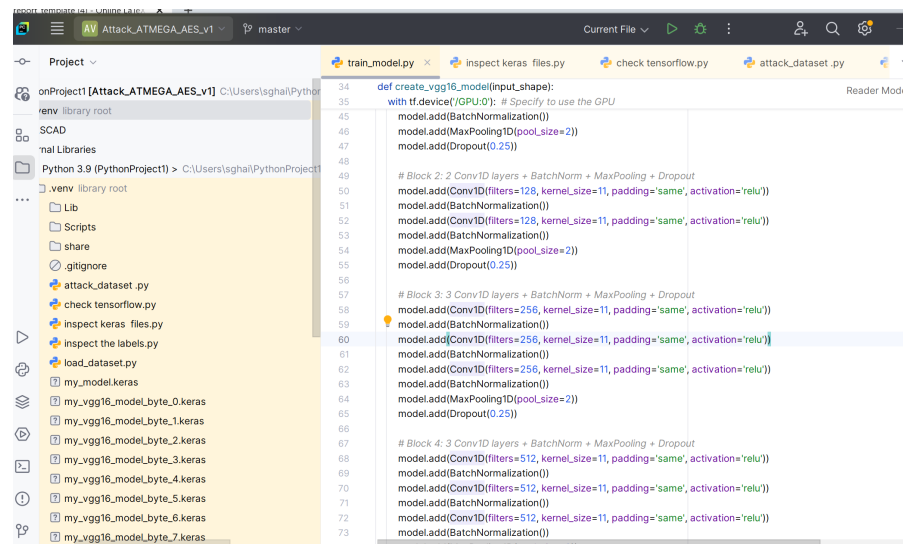 report_template (4) - Online LaTe
AV Attack_ATMEGA_AES_v1
master
Current File
Project
train_model.py
inspect keras files.py
check tensorflow.py
attack_dataset .py
onProject1 [Attack_ATMEGA_AES_v1] C:\Users\sghai\Python
venv library root
SCAD
nal Libraries
Python 3.9 (PythonProject1) > C:\Users\sghai\PythonProject1
.venv library root
Lib
Scripts
share
.gitignore
attack_dataset .py
check tensorflow.py
inspect keras files.py
inspect the labels.py
load_dataset.py
my_model.keras
my_vgg16_model_byte_0.keras
my_vgg16_model_byte_1.keras
my_vgg16_model_byte_2.keras
my_vgg16_model_byte_3.keras
my_vgg16_model_byte_4.keras
my_vgg16_model_byte_5.keras
my_vgg16_model_byte_6.keras
my_vgg16_model_byte_7.keras
Reader Mode
34 def create_vgg16_model(input_shape):
35 with tf.device('/GPU:0'): # Specify to use the GPU
45 model.add(BatchNormalization())
46 model.add(MaxPooling1D(pool_size=2))
47 model.add(Dropout(0.25))
48
49 # Block 2: 2 Conv1D layers + BatchNorm + MaxPooling + Dropout
50 model.add(Conv1D(filters=128, kernel_size=11, padding='same', activation='relu'))
51 model.add(BatchNormalization())
52 model.add(Conv1D(filters=128, kernel_size=11, padding='same', activation='relu'))
53 model.add(BatchNormalization())
54 model.add(MaxPooling1D(pool_size=2))
55 model.add(Dropout(0.25))
56
57 # Block 3: 3 Conv1D layers + BatchNorm + MaxPooling + Dropout
58 model.add(Conv1D(filters=256, kernel_size=11, padding='same', activation='relu'))
59 model.add(BatchNormalization())
60 model.add(Conv1D(filters=256, kernel_size=11, padding='same', activation='relu'))
61 model.add(BatchNormalization())
62 model.add(Conv1D(filters=256, kernel_size=11, padding='same', activation='relu'))
63 model.add(BatchNormalization())
64 model.add(MaxPooling1D(pool_size=2))
65 model.add(Dropout(0.25))
66
67 # Block 4: 3 Conv1D layers + BatchNorm + MaxPooling + Dropout
68 model.add(Conv1D(filters=512, kernel_size=11, padding='same', activation='relu'))
69 model.add(BatchNormalization())
70 model.add(Conv1D(filters=512, kernel_size=11, padding='same', activation='relu'))
71 model.add(BatchNormalization())
72 model.add(Conv1D(filters=512, kernel_size=11, padding='same', activation='relu'))
73 model.add(BatchNormalization())